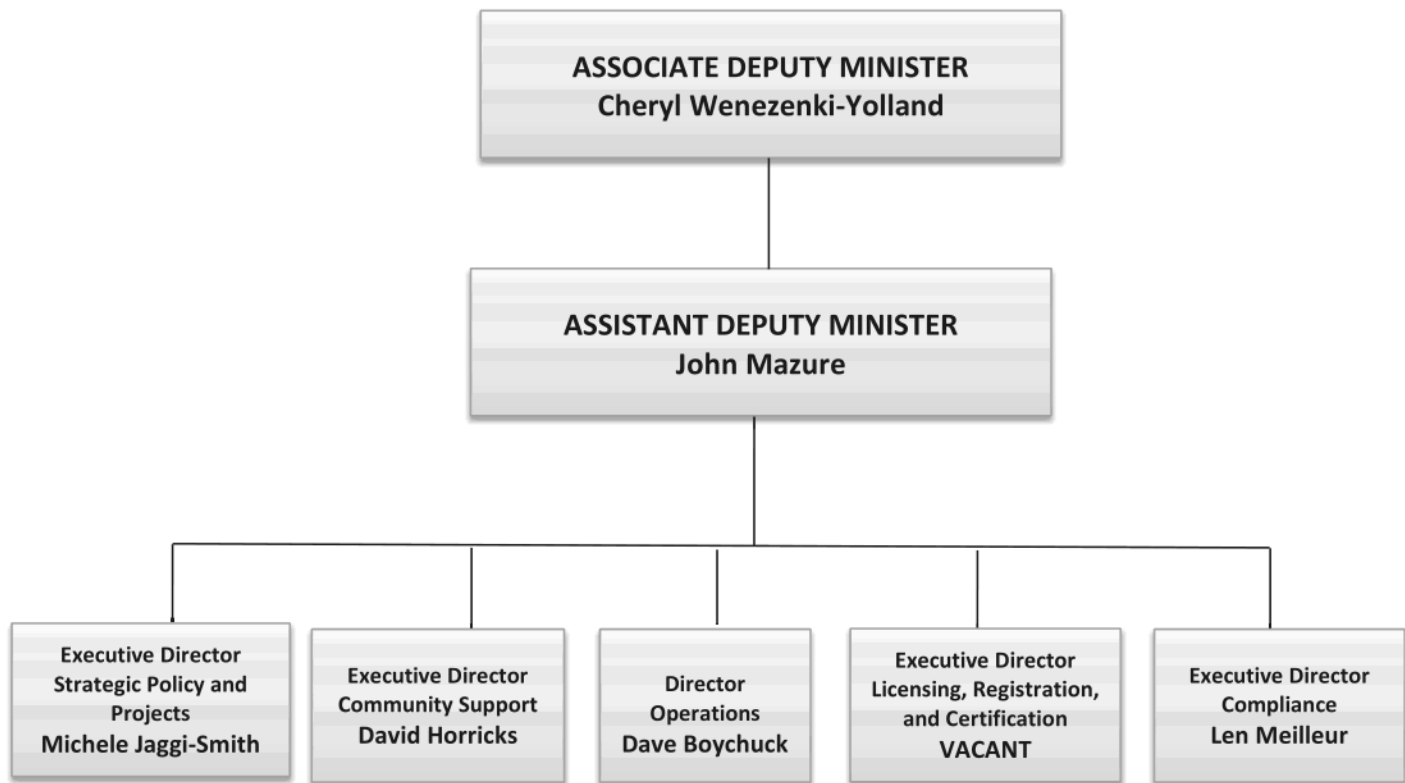 ASSOCIATE DEPUTY MINISTER
Cheryl Wenezenki-Yolland
ASSISTANT DEPUTY MINISTER
John Mazure
Executive Director
Strategic Policy and
Projects
Michele Jaggi-Smith
Executive Director
Community Support
David Horricks
Director
Operations
Dave Boychuck
Executive Director
Licensing, Registration,
and Certification
VACANT
Executive Director
Compliance
Len Meilleur